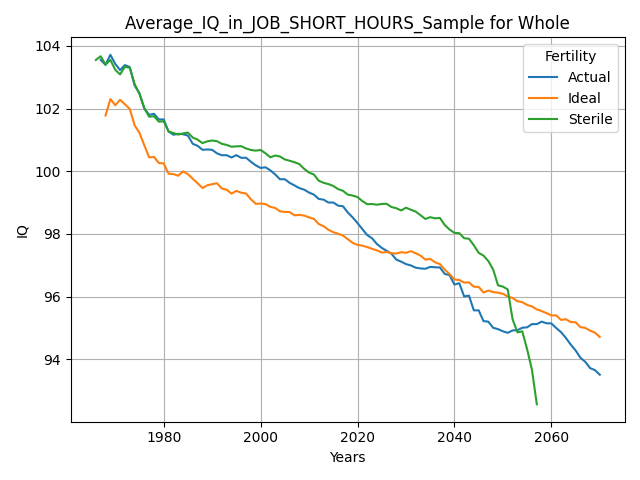 Average_IQ_in_JOB_SHORT_HOURS_Sample for Whole
Fertility
Actual
Ideal
Sterile
104
102
100
98
96
94
IQ
1980
2000
2020
2040
2060
Years